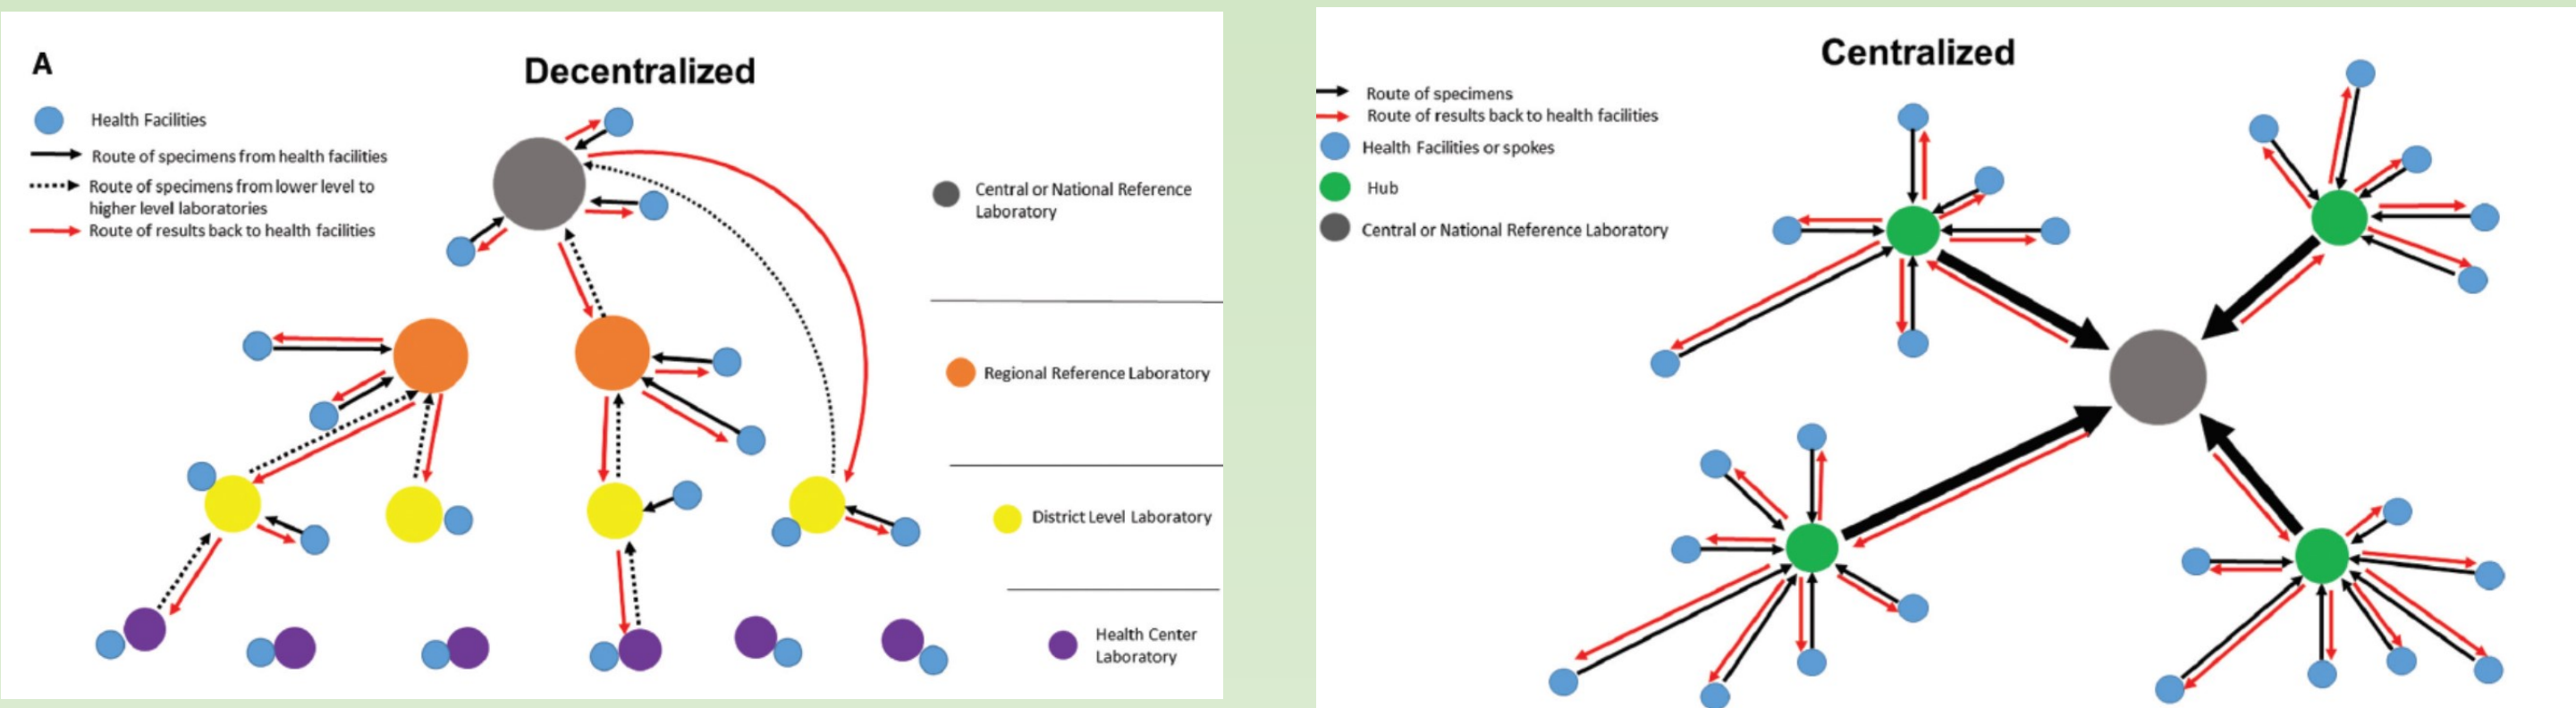 A
Decentralized
Health Facilities
Route of specimens from health facilities
Route of specimens from lower level to
higher level laboratories
Route of results back to health facilities
Central or National Reference
Laboratory
Regional Reference Laboratory
District Level Laboratory
Health Center
Laboratory
Centralized
Route of specimens
Route of results back to health facilities
Health Facilities or spokes
Hub
Central or National Reference Laboratory